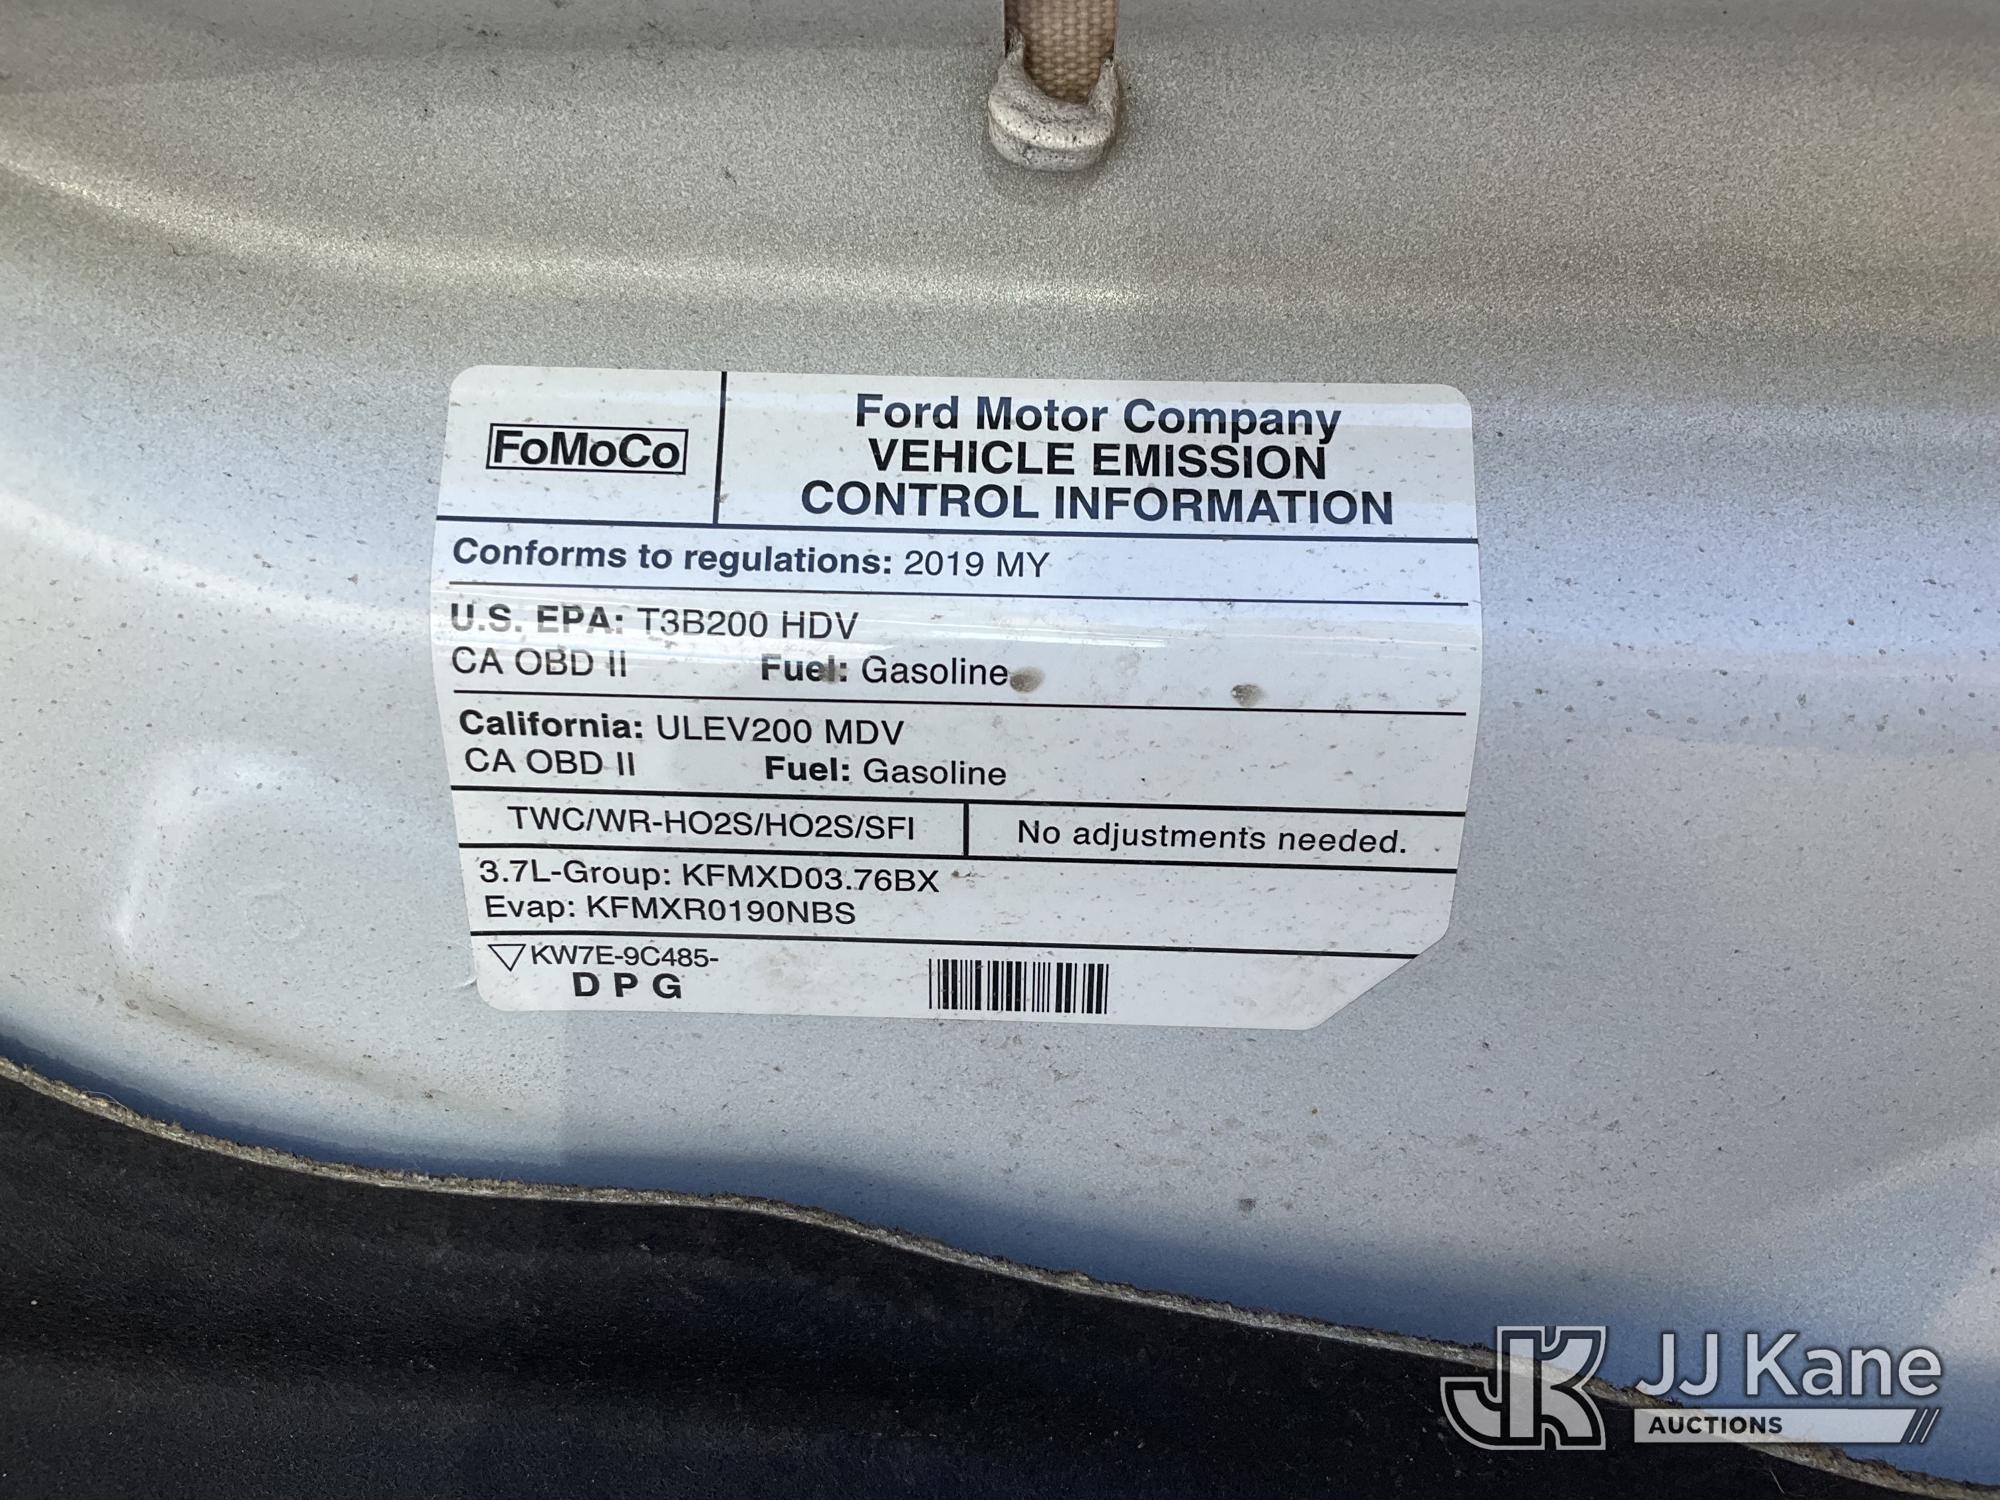 FoMoCo
Ford Motor Company
VEHICLE EMISSION
CONTROL INFORMATION
Conforms to regulations: 2019 MY
U.S. EPA: T3B200 HDV
CA OBD II Fuel: Gasoline
California: ULEV200 MDV
CA OBD II Fuel: Gasoline
TWC/WR-HO2S/HO2S/SFI
No adjustments needed.
3.7L-Group: KFMXD03.76BX
Evap: KFMXR0190NBS
KW7E-9C485-
D P G
JK JJ Kane
AUCTIONS